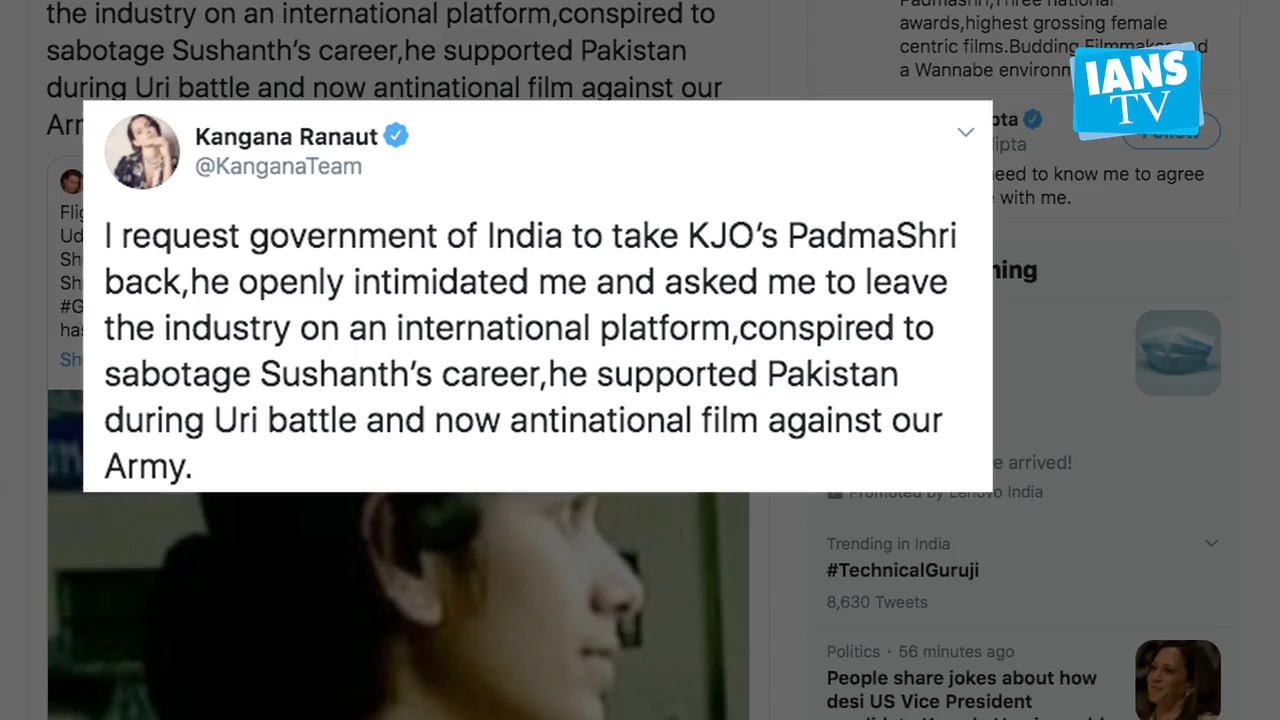 the industry on an international platform,conspired to
sabotage Sushanth's career,he supported Pakistan
during Uri battle and now antinational film against our
awards,highest grossing female
centric films.Budding Filmmaker and
a Wannabe environm
IANS
TV
Kangana Ranaut
@KanganaTeam
I request government of India to take KJO's PadmaShri
back,he openly intimidated me and asked me to leave
the industry on an international platform,conspired to
sabotage Sushanth's career,he supported Pakistan
during Uri battle and now antinational film against our
Army.
eed to know me to agree
with me.
e arrived!
Promoted by Lenovo India
Trending in India
#TechnicalGuruji
8,630 Tweets
Politics · 56 minutes ago
People share jokes about how
desi US Vice President